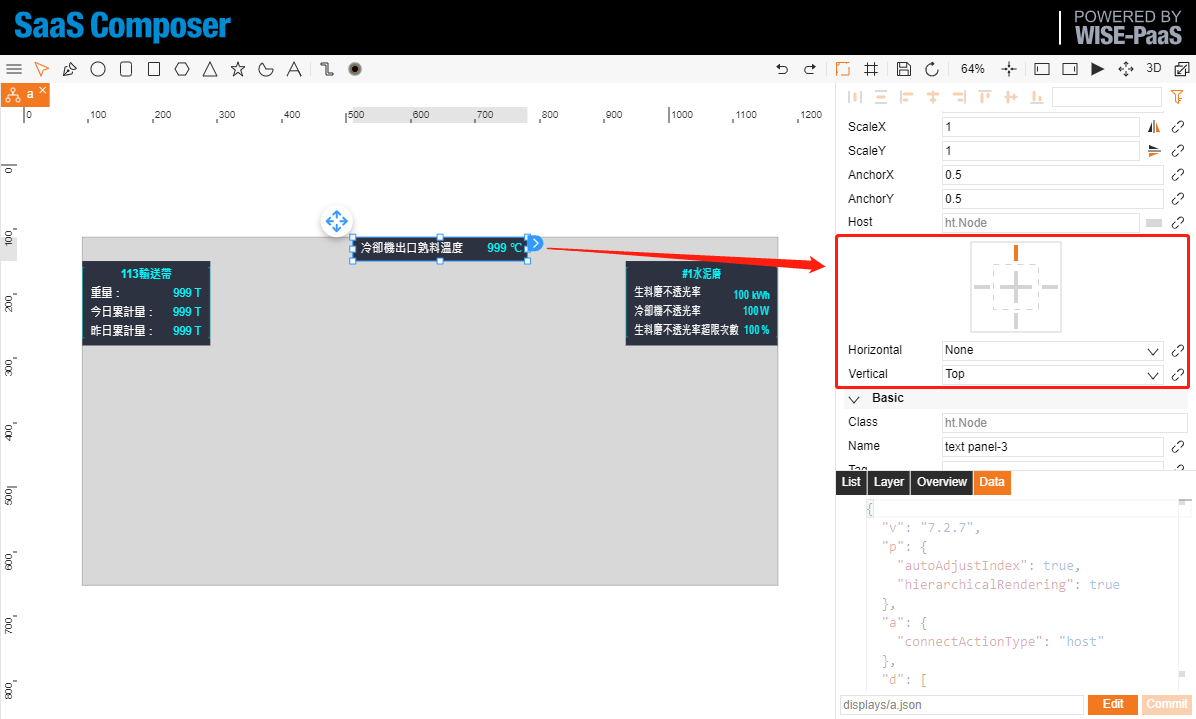 SaaS Composer
POWERED BY
WISE-PaaS
64%
3D
a
0
100
200
300
400
500
600
700
800
900
1000
1100
1200
0
100
200
300
400
500
600
700
800
冷卻機出口熟料溫度 999 ℃
113輸送帶
重量： 999 T
今日累計量： 999 T
昨日累計量： 999 T
#1水泥磨
生料磨不透光率 100 kWh
冷卻機不透光率 100 W
生料磨不透光率超限次數 100 %
ScaleX 1
ScaleY 1
AnchorX 0.5
AnchorY 0.5
Host ht.Node
Horizontal None
Vertical Top
Basic
Class ht.Node
Name text panel-3
Tag
List Layer Overview Data
{
"v": "7.2.7",
"p": {
"autoAdjustIndex": true,
"hierarchicalRendering": true
},
"a": {
"connectActionType": "host"
},
"d": [
displays/a.json Edit Commit